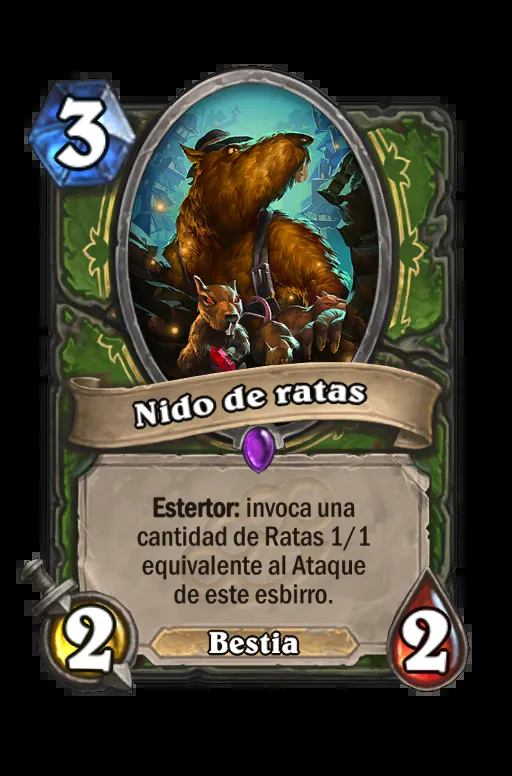 3
Nido de ratas
Estertor: invoca una
cantidad de Ratas 1/1
equivalente al Ataque
de este esbirro.
2
Bestia
2